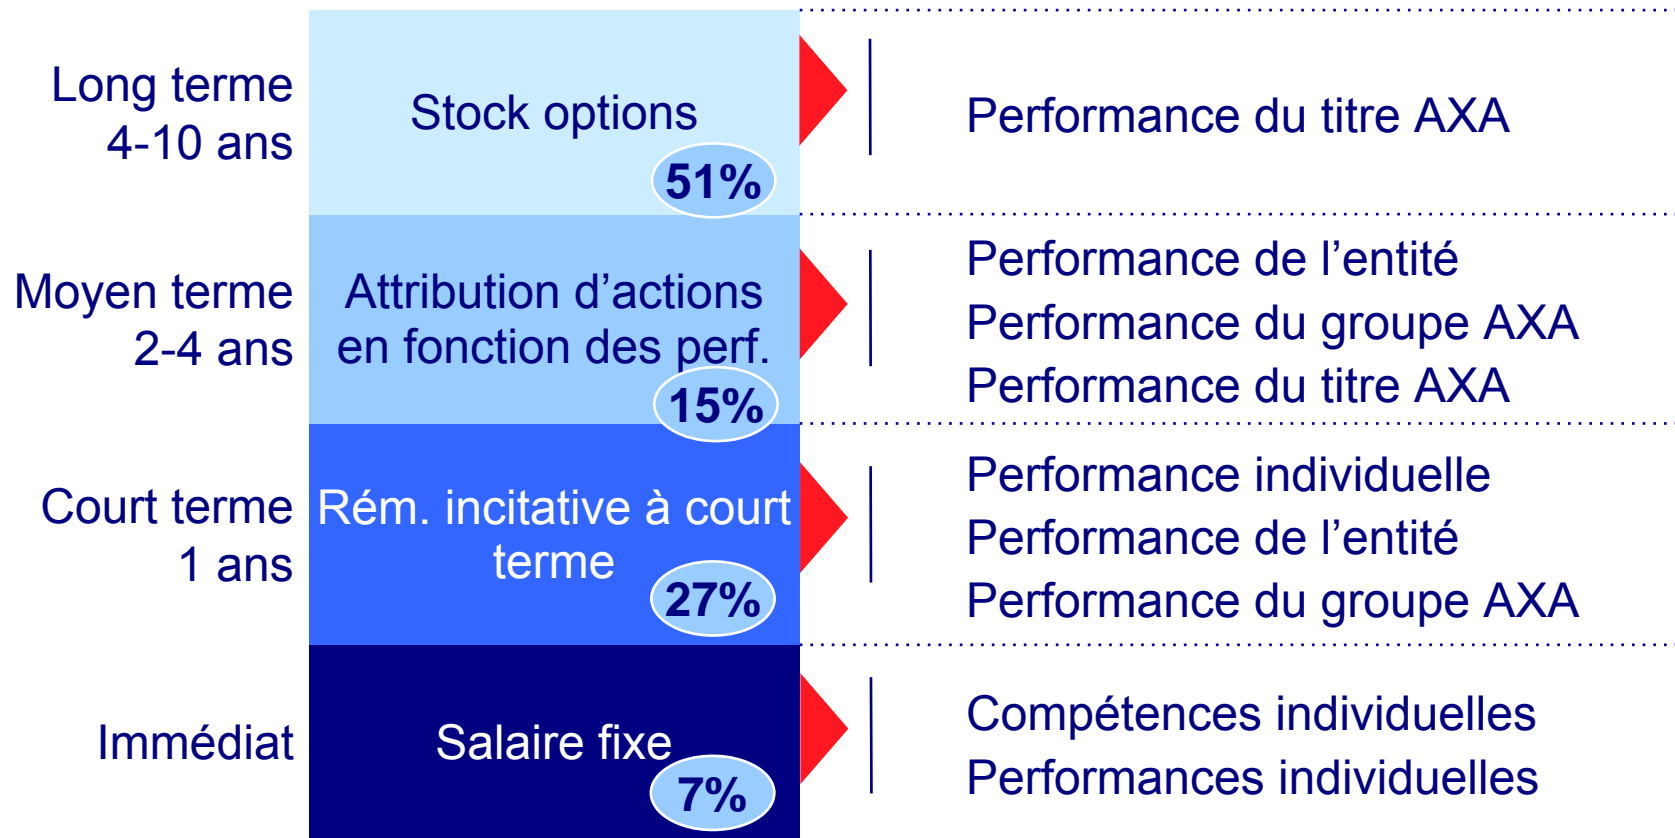 Long terme
4-10 ans
Stock options
51%
Performance du titre AXA
Moyen terme
2-4 ans
Attribution d’actions
en fonction des perf.
15%
Performance de l’entité
Performance du groupe AXA
Performance du titre AXA
Court terme
1 ans
Rém. incitative à court
terme
27%
Performance individuelle
Performance de l’entité
Performance du groupe AXA
Immédiat
Salaire fixe
7%
Compétences individuelles
Performances individuelles